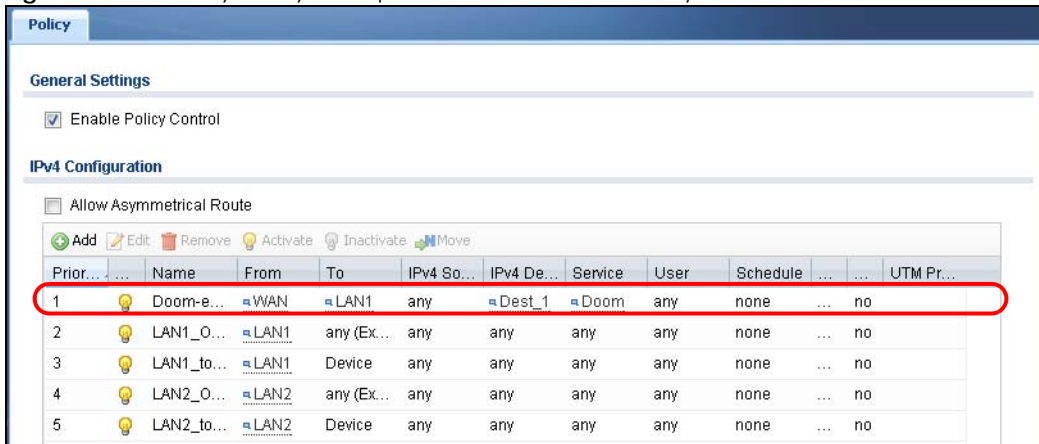 Policy
General Settings
Enable Policy Control
IPv4 Configuration
Allow Asymmetrical Route
Add Edit Remove Activate Inactivate Move
Prior... ... Name From To IPv4 So... IPv4 De... Service User Schedule ... ... UTM Pr...
1 Doom-e... WAN LAN1 any Dest_1 Doom any none ... no
2 LAN1_O... LAN1 any (Ex... any any any any none ... no
3 LAN1_to... LAN1 Device any any any any none ... no
4 LAN2_O... LAN2 any (Ex... any any any any none ... no
5 LAN2_to... LAN2 Device any any any any none ... no